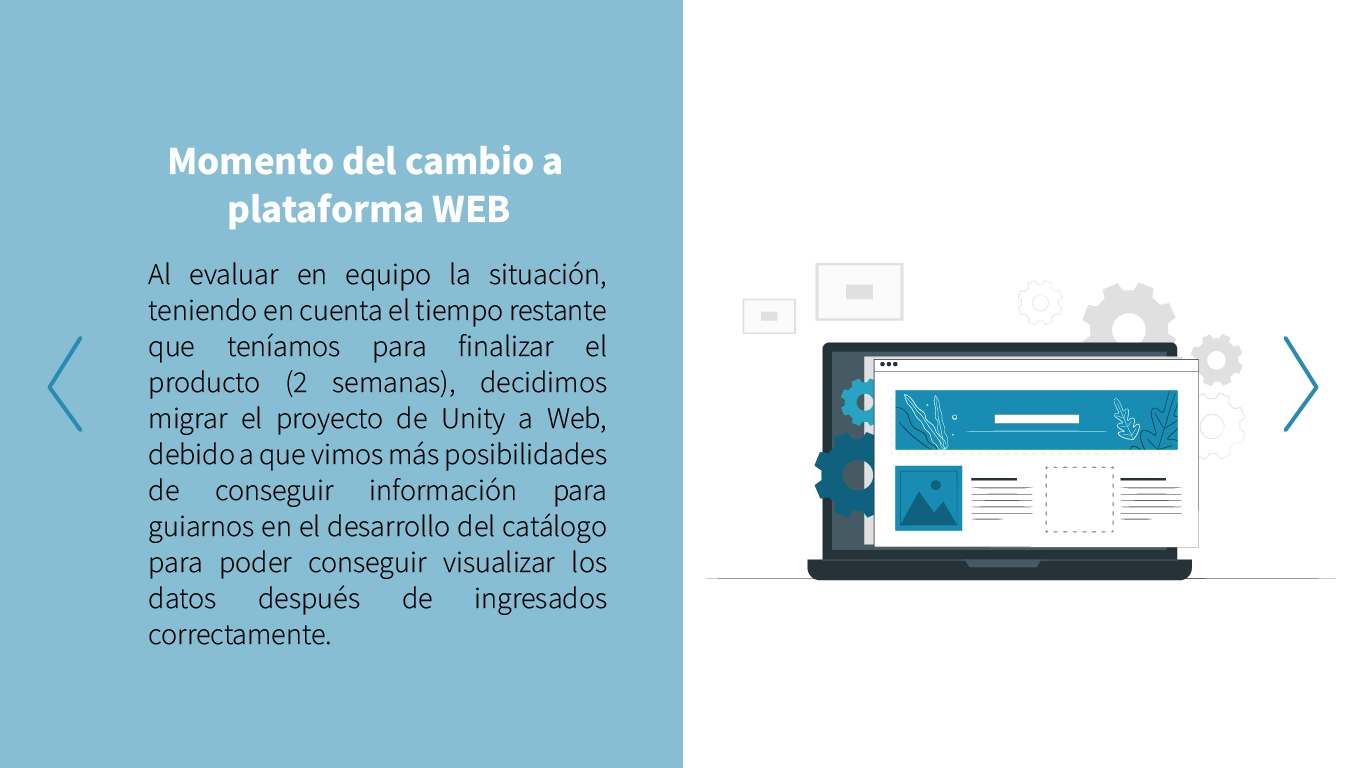 Momento del cambio a
plataforma WEB
Al evaluar en equipo la situación,
teniendo en cuenta el tiempo restante
que teníamos para finalizar el
producto (2 semanas), decidimos
migrar el proyecto de Unity a Web,
debido a que vimos más posibilidades
de conseguir información para
guiarnos en el desarrollo del catálogo
para poder conseguir visualizar los
datos después de ingresados
correctamente.